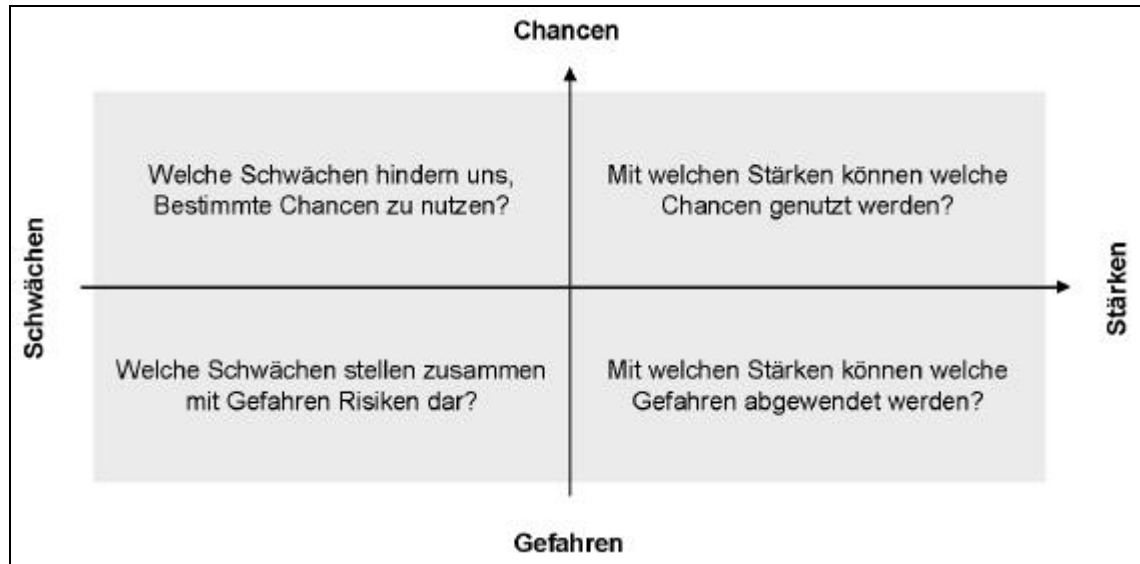 Chancen
Welche Schwächen hindern uns,
Bestimmte Chancen zu nutzen?
Mit welchen Stärken können welche
Chancen genutzt werden?
Schwächen
Stärken
Welche Schwächen stellen zusammen
mit Gefahren Risiken dar?
Mit welchen Stärken können welche
Gefahren abgewendet werden?
Gefahren